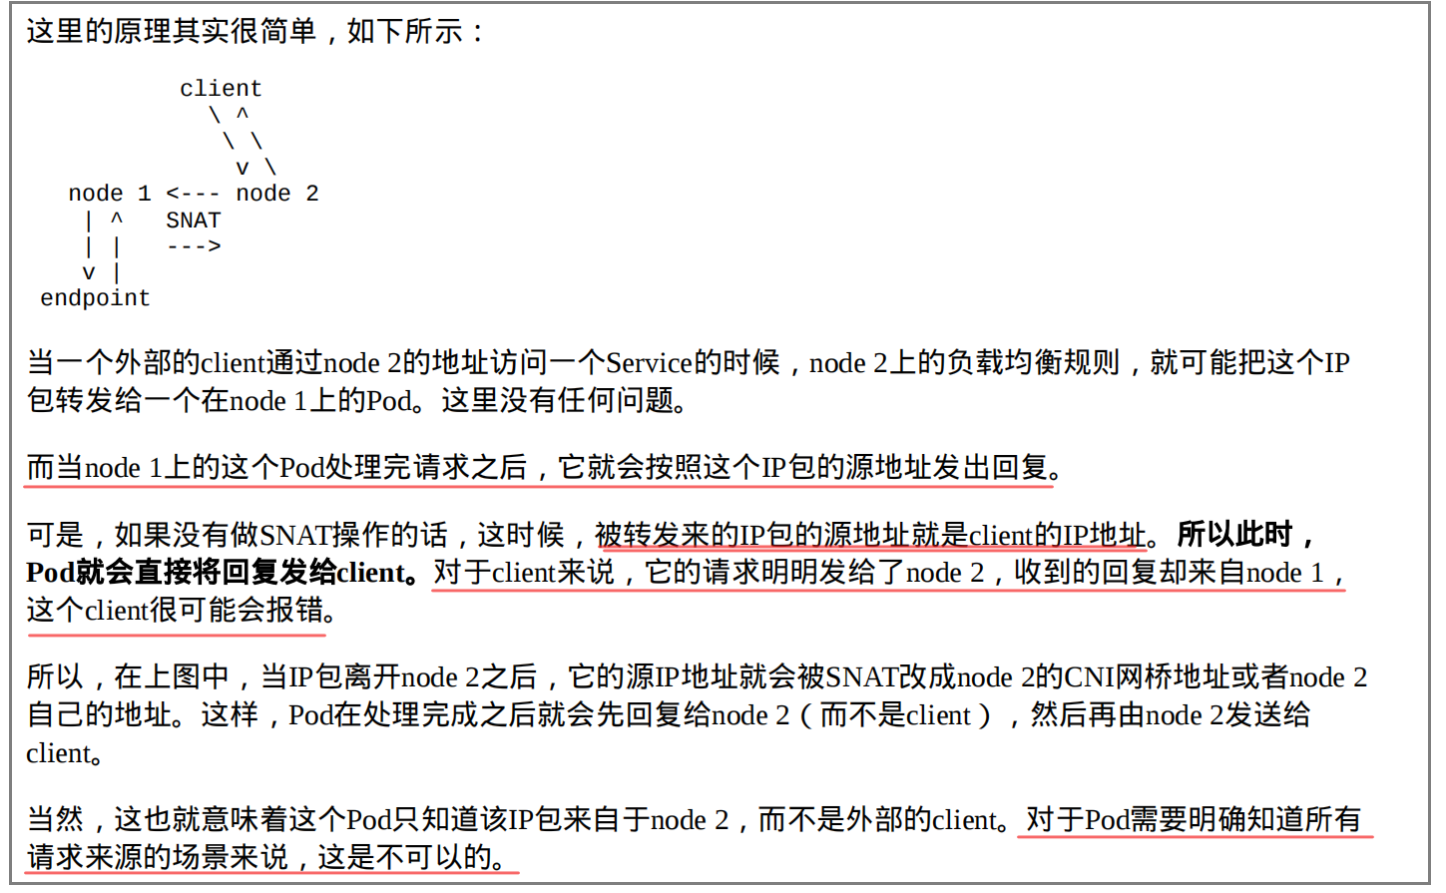 这里的原理其实很简单，如下所示：
           client
             \ ^
              \ \
               v \
   node 1 <--- node 2
    | ^   SNAT
    | |   --->
    v |
 endpoint
当一个外部的client通过node 2的地址访问一个Service的时候，node 2上的负载均衡规则，就可能把这个IP
包转发给一个在node 1上的Pod。这里没有任何问题。
而当node 1上的这个Pod处理完请求之后，它就会按照这个IP包的源地址发出回复。
可是，如果没有做SNAT操作的话，这时候，被转发来的IP包的源地址就是client的IP地址。所以此时，
Pod就会直接将回复发给client。对于client来说，它的请求明明发给了node 2，收到的回复却来自node 1，
这个client很可能会报错。
所以，在上图中，当IP包离开node 2之后，它的源IP地址就会被SNAT改成node 2的CNI网桥地址或者node 2
自己的地址。这样，Pod在处理完成之后就会先回复给node 2（而不是client），然后再由node 2发送给
client。
当然，这也就意味着这个Pod只知道该IP包来自于node 2，而不是外部的client。对于Pod需要明确知道所有
请求来源的场景来说，这是不可以的。